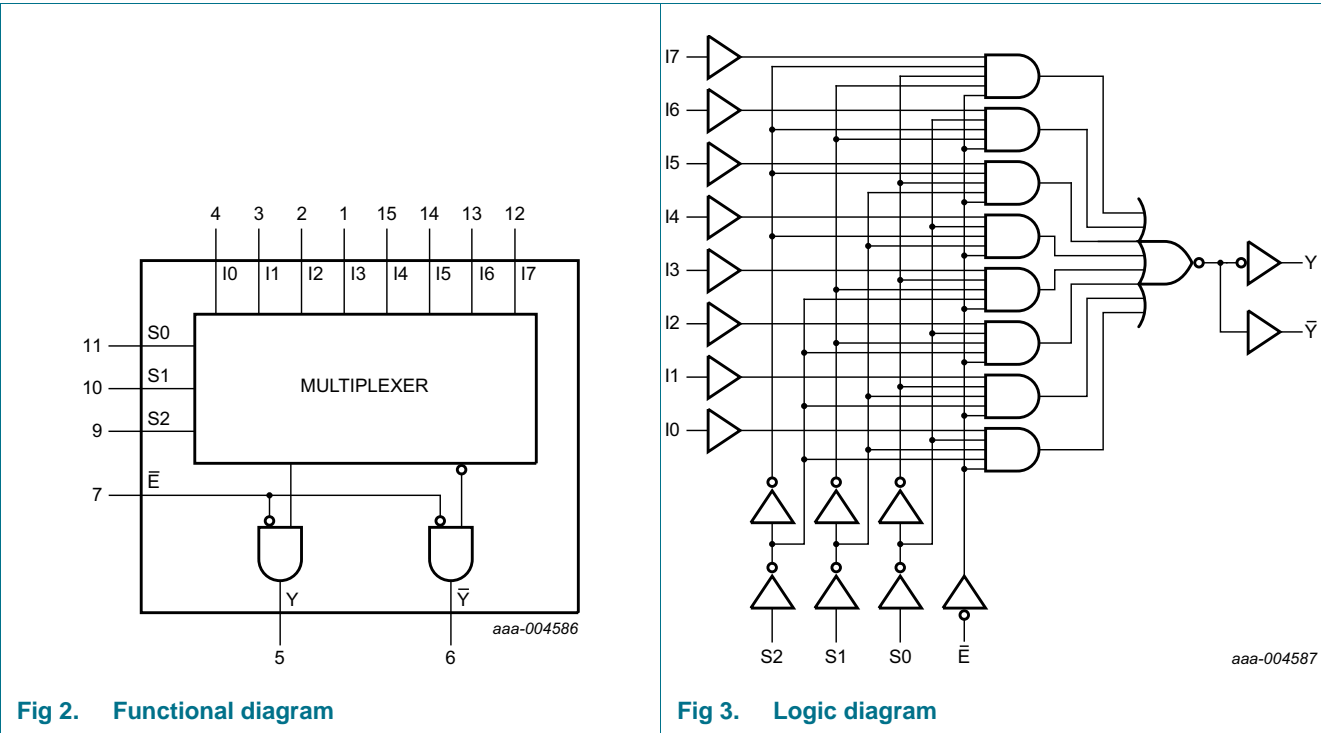 4 3 2 1 15 14 13 12
I0 I1 I2 I3 I4 I5 I6 I7
11 S0
10 S1
9 S2
MULTIPLEXER
7 E̅
Y Y̅
5 6
aaa-004586
Fig 2. Functional diagram
I7
I6
I5
I4
I3
I2
I1
I0
Y
Y̅
S2 S1 S0 E̅
aaa-004587
Fig 3. Logic diagram